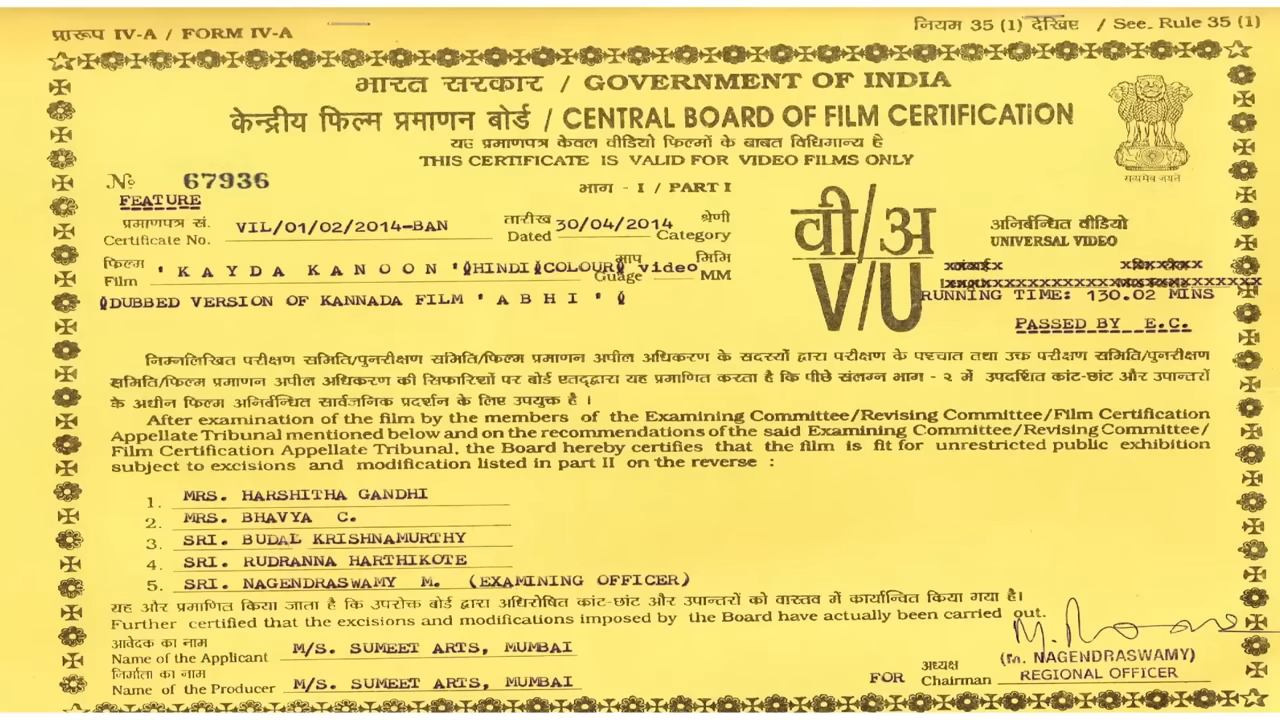 प्रारूप IV-A / FORM IV-A
नियम 35 (1) देखिए / See. Rule 35 (1)
भारत सरकार / GOVERNMENT OF INDIA
केन्द्रीय फिल्म प्रमाणन बोर्ड / CENTRAL BOARD OF FILM CERTIFICATION
यह प्रमाणपत्र केवल वीडियो फिल्मों के बाबत विधिमान्य है
THIS CERTIFICATE IS VALID FOR VIDEO FILMS ONLY
सत्यमेव जयते
Nº 67936
भाग - I / PART I
FEATURE
प्रमाणपत्र सं.
Certificate No. VIL/01/02/2014-BAN
तारीख
Dated 30/04/2014
श्रेणी
Category
वी/अ
V/U
अनिर्बन्धित वीडियो
UNIVERSAL VIDEO
फिल्म
Film ' KAYDA KANOON ' (HINDI)(COLOUR)
माप
Guage video
मिमि
MM
(DUBBED VERSION OF KANNADA FILM ' A B H I ' )
RUNNING TIME: 130.02 MINS
PASSED BY E.C.
निम्नलिखित परीक्षण समिति/पुनरीक्षण समिति/फिल्म प्रमाणन अपील अधिकरण के सदस्यों द्वारा परीक्षण के पश्चात तथा उक्त परीक्षण समिति/पुनरीक्षण
समिति/फिल्म प्रमाणन अपील अधिकरण की सिफारिशों पर बोर्ड एतद्द्वारा यह प्रमाणित करता है कि पीछे संलग्न भाग - २ में उपदर्शित कांट-छांट और उपान्तरों
के अधीन फिल्म अनिर्बन्धित सार्वजनिक प्रदर्शन के लिए उपयुक्त है ।
After examination of the film by the members of the Examining Committee/Revising Committee/Film Certification
Appellate Tribunal mentioned below and on the recommendations of the said Examining Committee/Revising Committee/
Film Certification Appellate Tribunal, the Board hereby certifies that the film is fit for unrestricted public exhibition
subject to excisions and modification listed in part II on the reverse :
1. MRS. HARSHITHA GANDHI
2. MRS. BHAVYA C.
3. SRI. BUDAL KRISHNAMURTHY
4. SRI. RUDRANNA HARTHIKOTE
5. SRI. NAGENDRASWAMY M. (EXAMINING OFFICER)
यह और प्रमाणित किया जाता है कि उपरोक्त बोर्ड द्वारा अधिरोपित कांट-छांट और उपान्तरों को वास्तव में कार्यान्वित किया गया है।
Further certified that the excisions and modifications imposed by the Board have actually been carried out.
आवेदक का नाम
Name of the Applicant M/S. SUMEET ARTS, MUMBAI
निर्माता का नाम
Name of the Producer M/S. SUMEET ARTS, MUMBAI
FOR
अध्यक्ष
Chairman
(M. NAGENDRASWAMY)
REGIONAL OFFICER